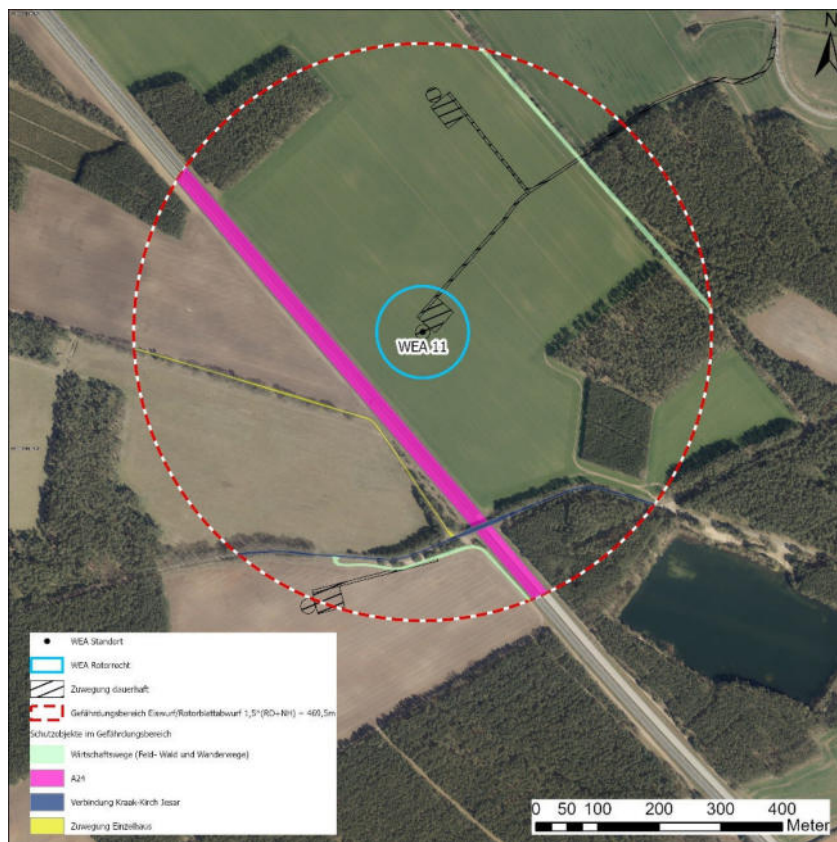 N
WEA 11
WEA Standort
WEA Rotorrecht
Zuwegung dauerhaft
Gefährdungsbereich Eiswurf/Rotorblattabwurf 1,5*(RD+NH) = 469,5m
Schutzobjekte im Gefährdungsbereich
Wirtschaftswege (Feld- Wald und Wanderwege)
A24
Verbindung Kraak-Kirch Jesar
Zuwegung Einzelhaus
0 50 100 200 300 400
Meter